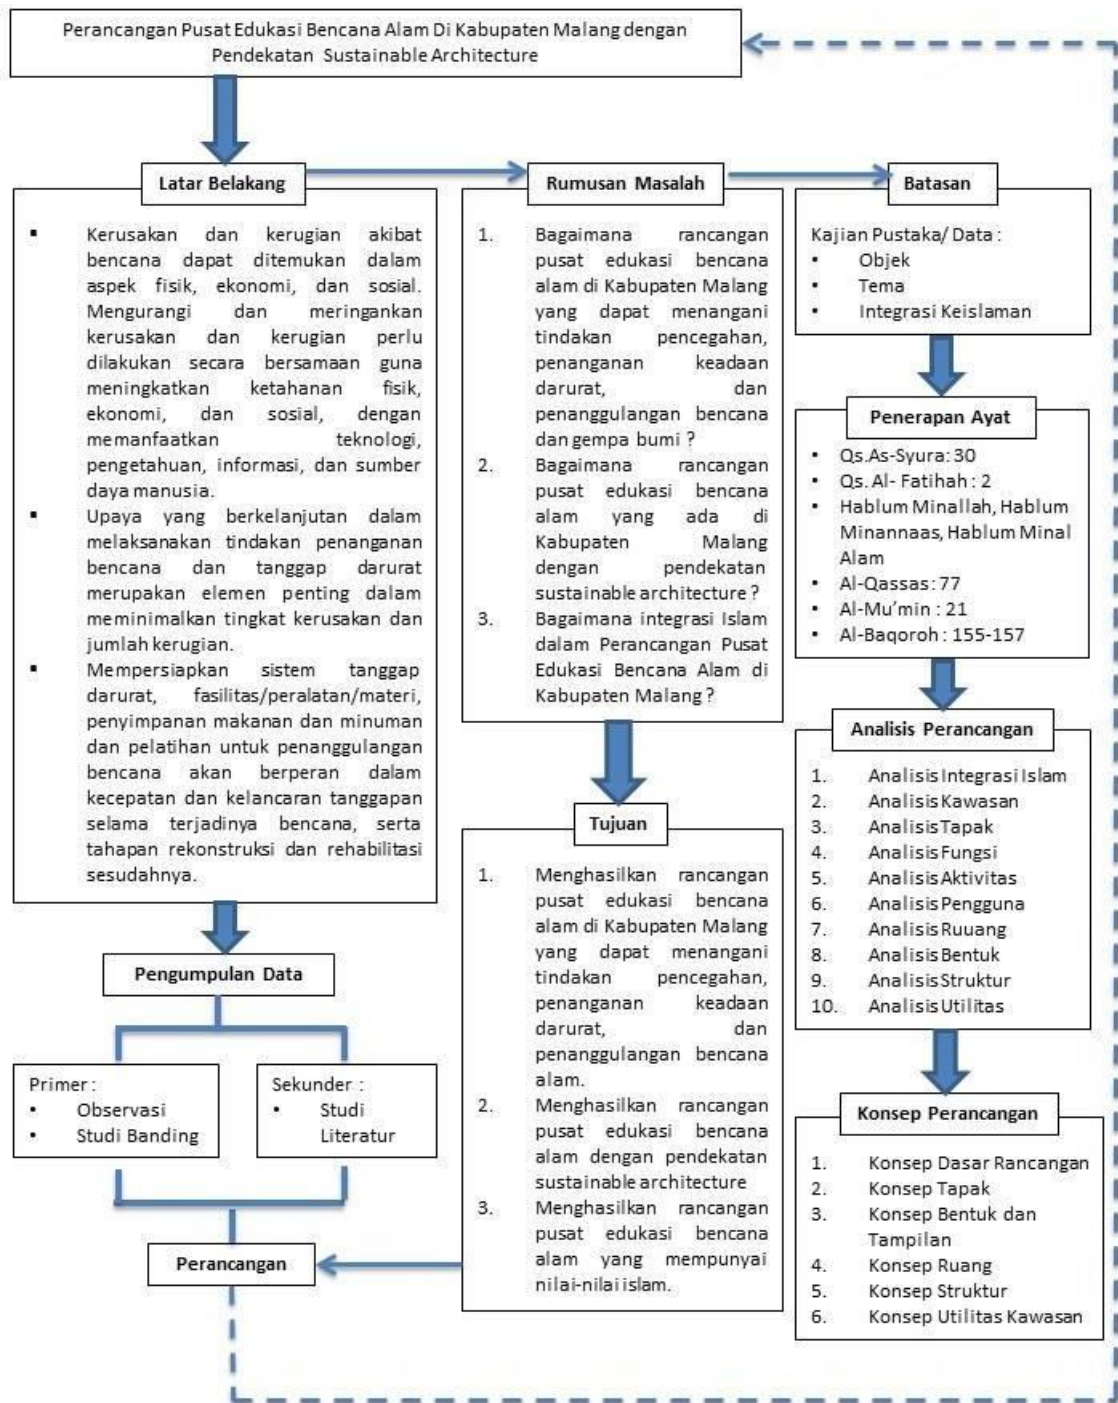 Perancangan Pusat Edukasi Bencana Alam Di Kabupaten Malang dengan
Pendekatan Sustainable Architecture
Latar Belakang
▪ Kerusakan dan kerugian akibat
bencana dapat ditemukan dalam
aspek fisik, ekonomi, dan sosial.
Mengurangi dan meringankan
kerusakan dan kerugian perlu
dilakukan secara bersamaan guna
meningkatkan ketahanan fisik,
ekonomi, dan sosial, dengan
memanfaatkan teknologi,
pengetahuan, informasi, dan sumber
daya manusia.
▪ Upaya yang berkelanjutan dalam
melaksanakan tindakan penanganan
bencana dan tanggap darurat
merupakan elemen penting dalam
meminimalkan tingkat kerusakan dan
jumlah kerugian.
▪ Mempersiapkan sistem tanggap
darurat, fasilitas/peralatan/materi,
penyimpanan makanan dan minuman
dan pelatihan untuk penanggulangan
bencana akan berperan dalam
kecepatan dan kelancaran tanggapan
selama terjadinya bencana, serta
tahapan rekonstruksi dan rehabilitasi
sesudahnya.
Pengumpulan Data
Primer :
• Observasi
• Studi Banding
Sekunder :
• Studi
Literatur
Perancangan
Rumusan Masalah
1. Bagaimana rancangan
pusat edukasi bencana
alam di Kabupaten Malang
yang dapat menangani
tindakan pencegahan,
penanganan keadaan
darurat, dan
penanggulangan bencana
dan gempa bumi ?
2. Bagaimana rancangan
pusat edukasi bencana
alam yang ada di
Kabupaten Malang
dengan pendekatan
sustainable architecture ?
3. Bagaimana integrasi Islam
dalam Perancangan Pusat
Edukasi Bencana Alam di
Kabupaten Malang ?
Tujuan
1. Menghasilkan rancangan
pusat edukasi bencana
alam di Kabupaten Malang
yang dapat menangani
tindakan pencegahan,
penanganan keadaan
darurat, dan
penanggulangan bencana
alam.
2. Menghasilkan rancangan
pusat edukasi bencana
alam dengan pendekatan
sustainable architecture
3. Menghasilkan rancangan
pusat edukasi bencana
alam yang mempunyai
nilai-nilai islam.
Batasan
Kajian Pustaka/ Data :
• Objek
• Tema
• Integrasi Keislaman
Penerapan Ayat
• Qs.As-Syura: 30
• Qs. Al- Fatihah : 2
• Hablum Minallah, Hablum
Minannaas, Hablum Minal
Alam
• Al-Qassas: 77
• Al-Mu’min : 21
• Al-Baqoroh : 155-157
Analisis Perancangan
1. Analisis Integrasi Islam
2. Analisis Kawasan
3. Analisis Tapak
4. Analisis Fungsi
5. Analisis Aktivitas
6. Analisis Pengguna
7. Analisis Ruuang
8. Analisis Bentuk
9. Analisis Struktur
10. Analisis Utilitas
Konsep Perancangan
1. Konsep Dasar Rancangan
2. Konsep Tapak
3. Konsep Bentuk dan
Tampilan
4. Konsep Ruang
5. Konsep Struktur
6. Konsep Utilitas Kawasan